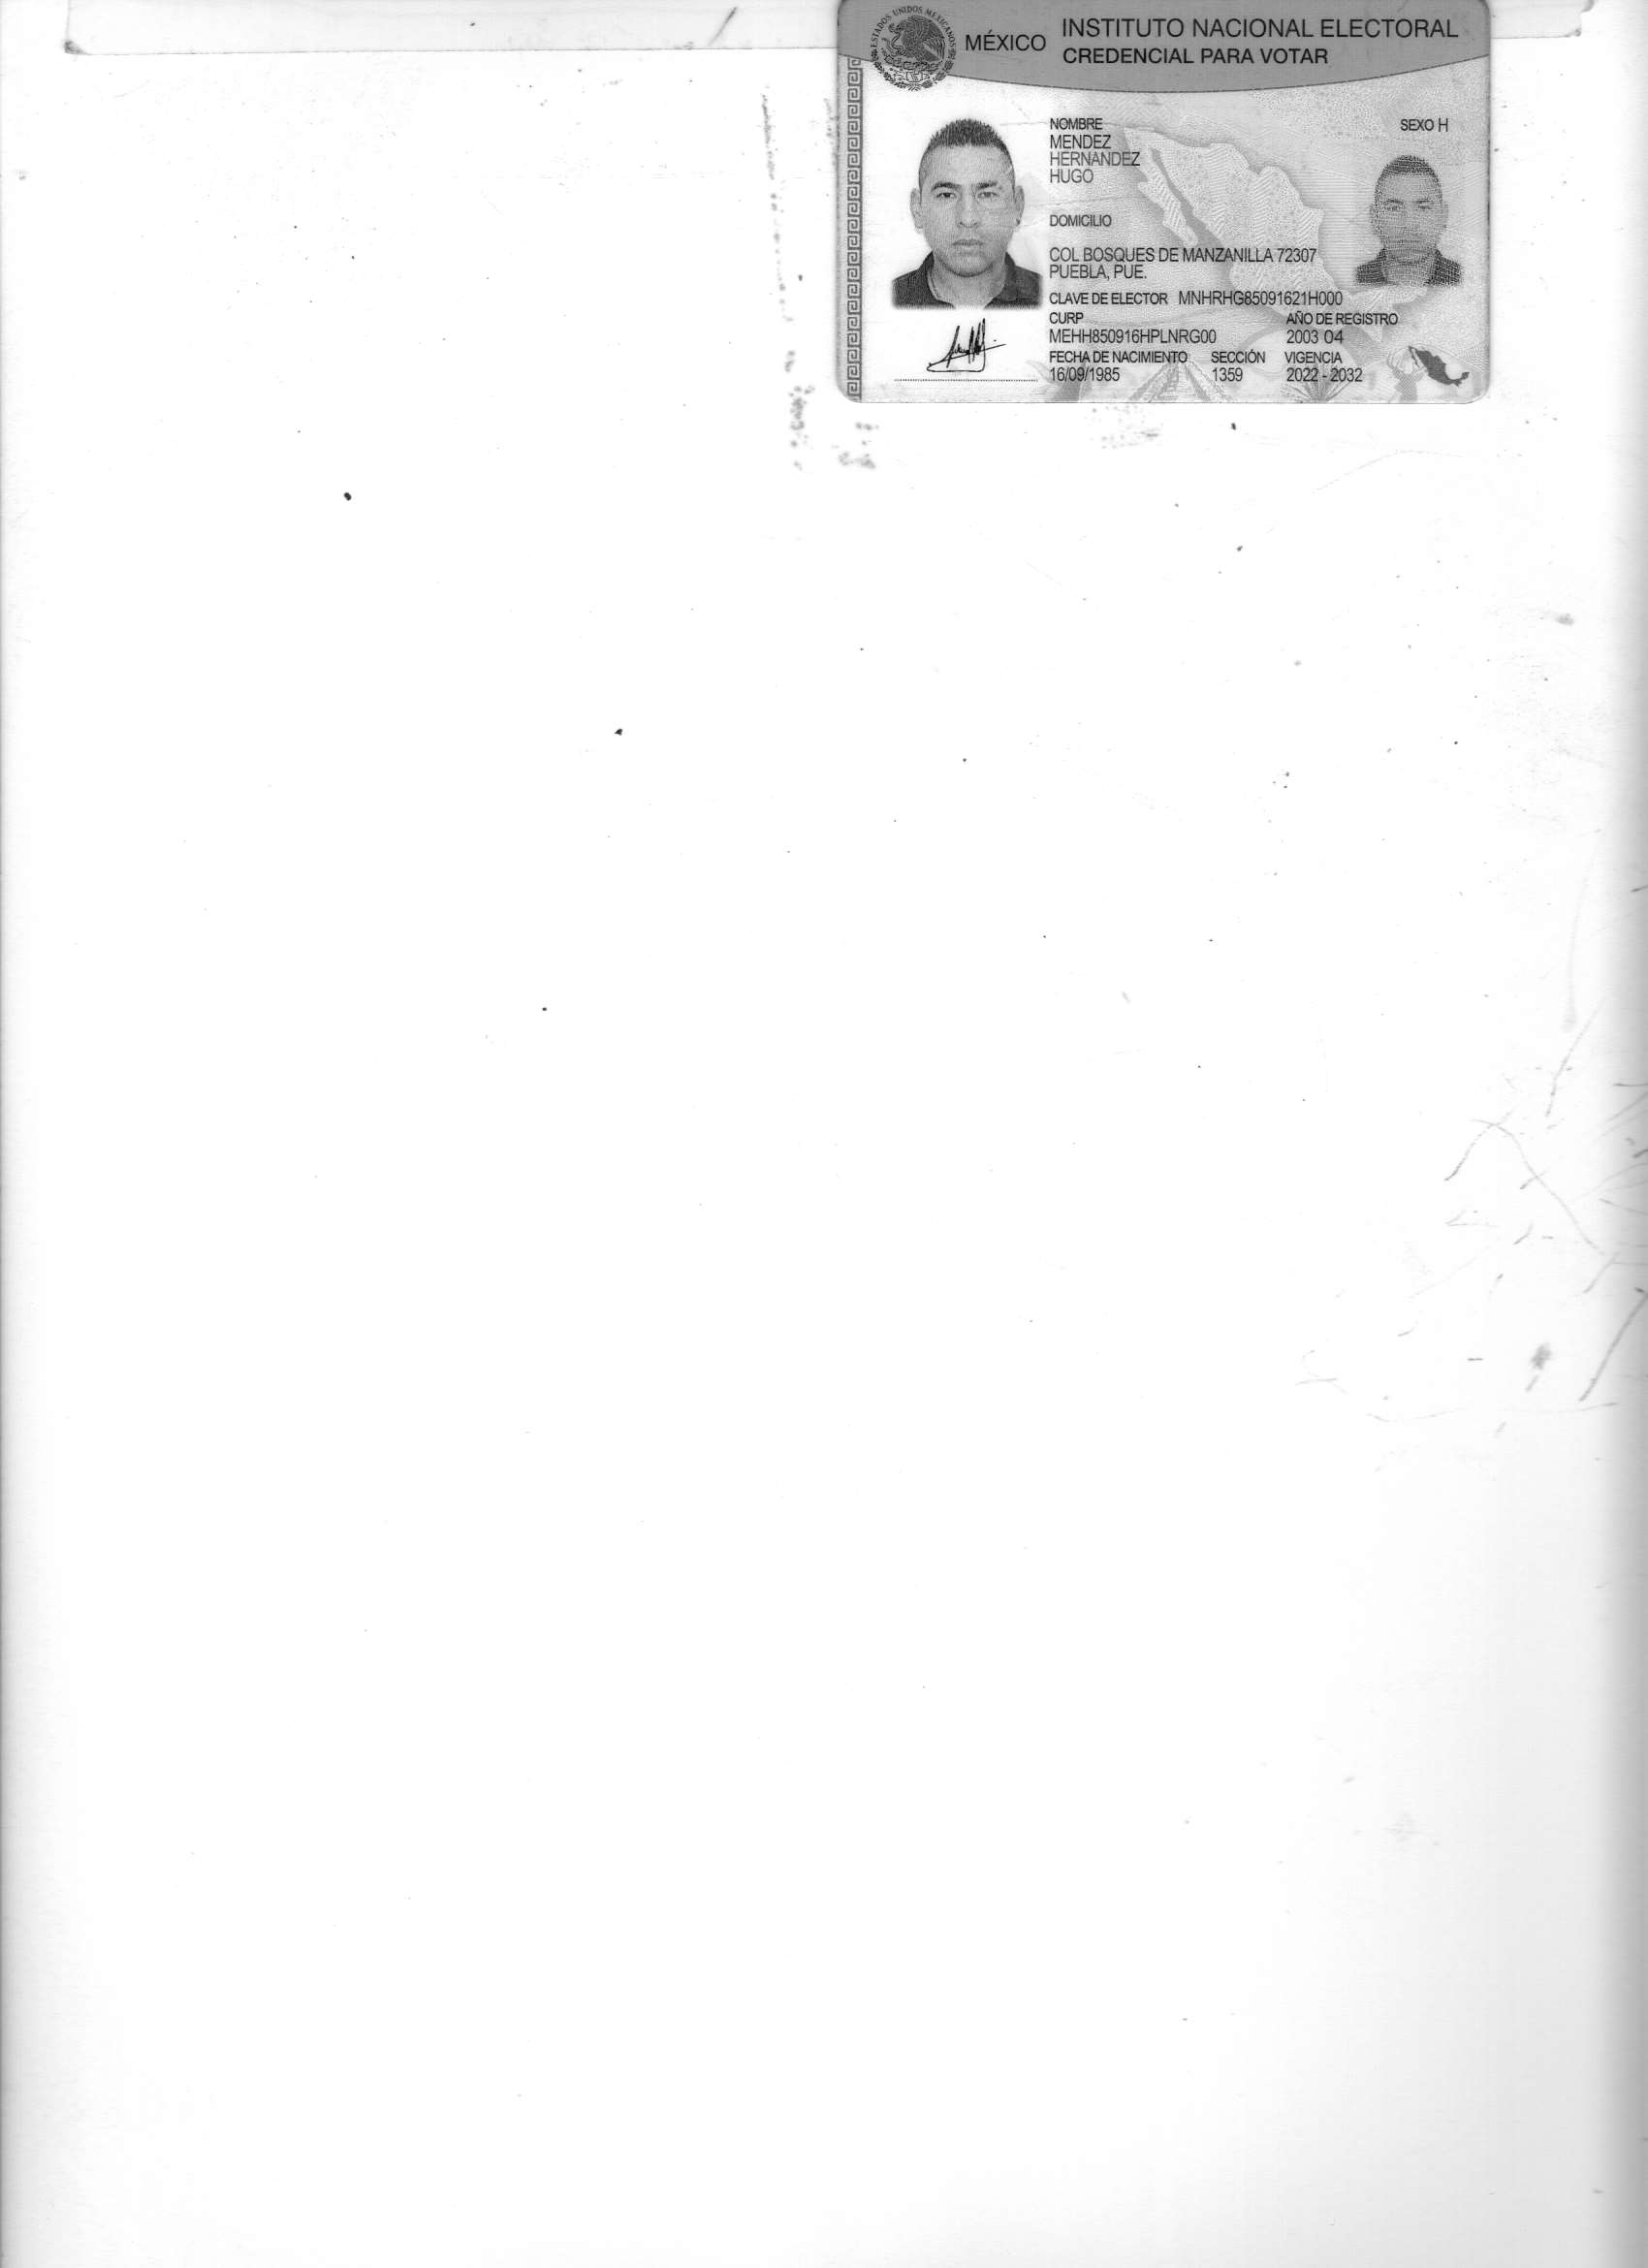 ESTADOS UNIDOS MEXICANOS
MÉXICO
INSTITUTO NACIONAL ELECTORAL
CREDENCIAL PARA VOTAR
NOMBRE
SEXO H
MENDEZ
HERNANDEZ
HUGO
DOMICILIO
COL BOSQUES DE MANZANILLA 72307
PUEBLA, PUE.
CLAVE DE ELECTOR MNHRHG85091621H000
CURP AÑO DE REGISTRO
MEHH850916HPLNRG00 2003 04
FECHA DE NACIMIENTO SECCIÓN VIGENCIA
16/09/1985 1359 2022 - 2032